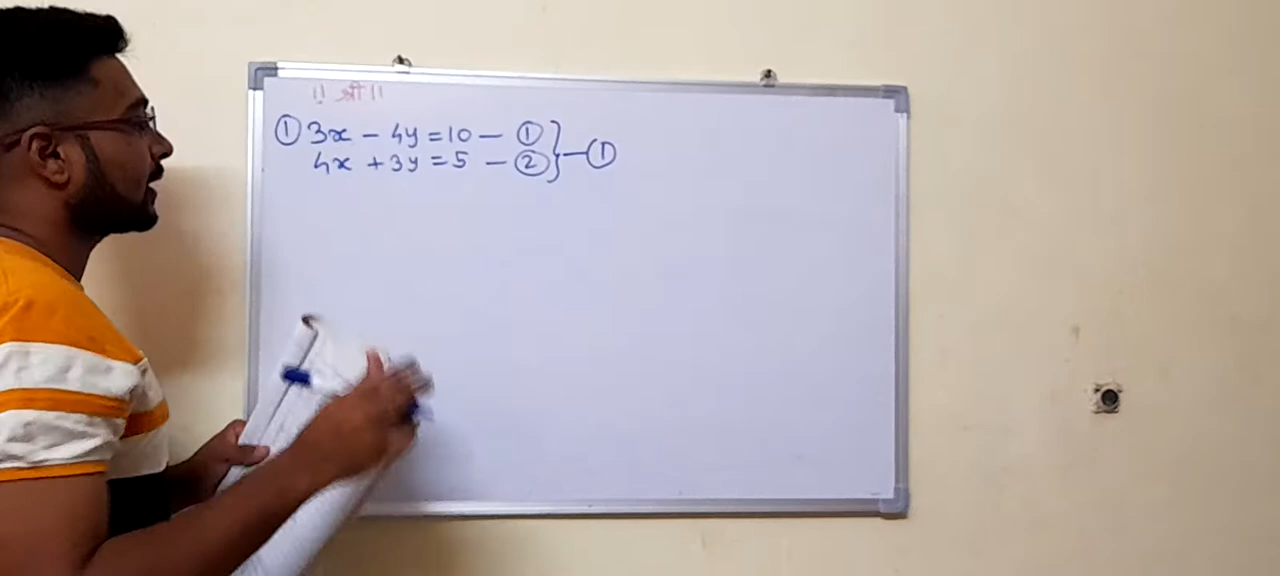 ॥ श्री ॥
① 3x - 4y = 10 — ①
4x + 3y = 5 — ② } — ①